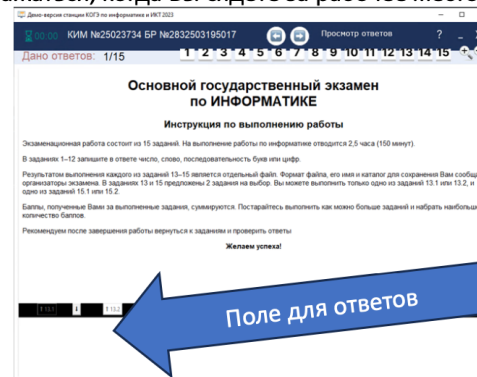 Демо-версия станции КОГЭ по информатике и ИКТ 2023
00:00 КИМ №25023734 БР №2832503195017 Просмотр ответов ?
Дано ответов: 1/15 1 2 3 4 5 6 7 8 9 10 11 12 13 14 15
Основной государственный экзамен
по ИНФОРМАТИКЕ
Инструкция по выполнению работы
Экзаменационная работа состоит из 15 заданий. На выполнение работы по информатике отводится 2,5 часа (150 минут).
В заданиях 1–12 запишите в ответе число, слово, последовательность букв или цифр.
Результатом выполнения каждого из заданий 13–15 является отдельный файл. Формат файла, его имя и каталог для сохранения Вам сообщ
организаторы экзамена. В заданиях 13 и 15 предложены 2 задания на выбор. Вы можете выполнить только одно из заданий 13.1 или 13.2, и
одно из заданий 15.1 или 15.2.
Баллы, полученные Вами за выполненные задания, суммируются. Постарайтесь выполнить как можно больше заданий и набрать наибольш
количество баллов.
Рекомендуем после завершения работы вернуться к заданиям и проверить ответы
Желаем успеха!
13.1 13.2
Поле для ответов